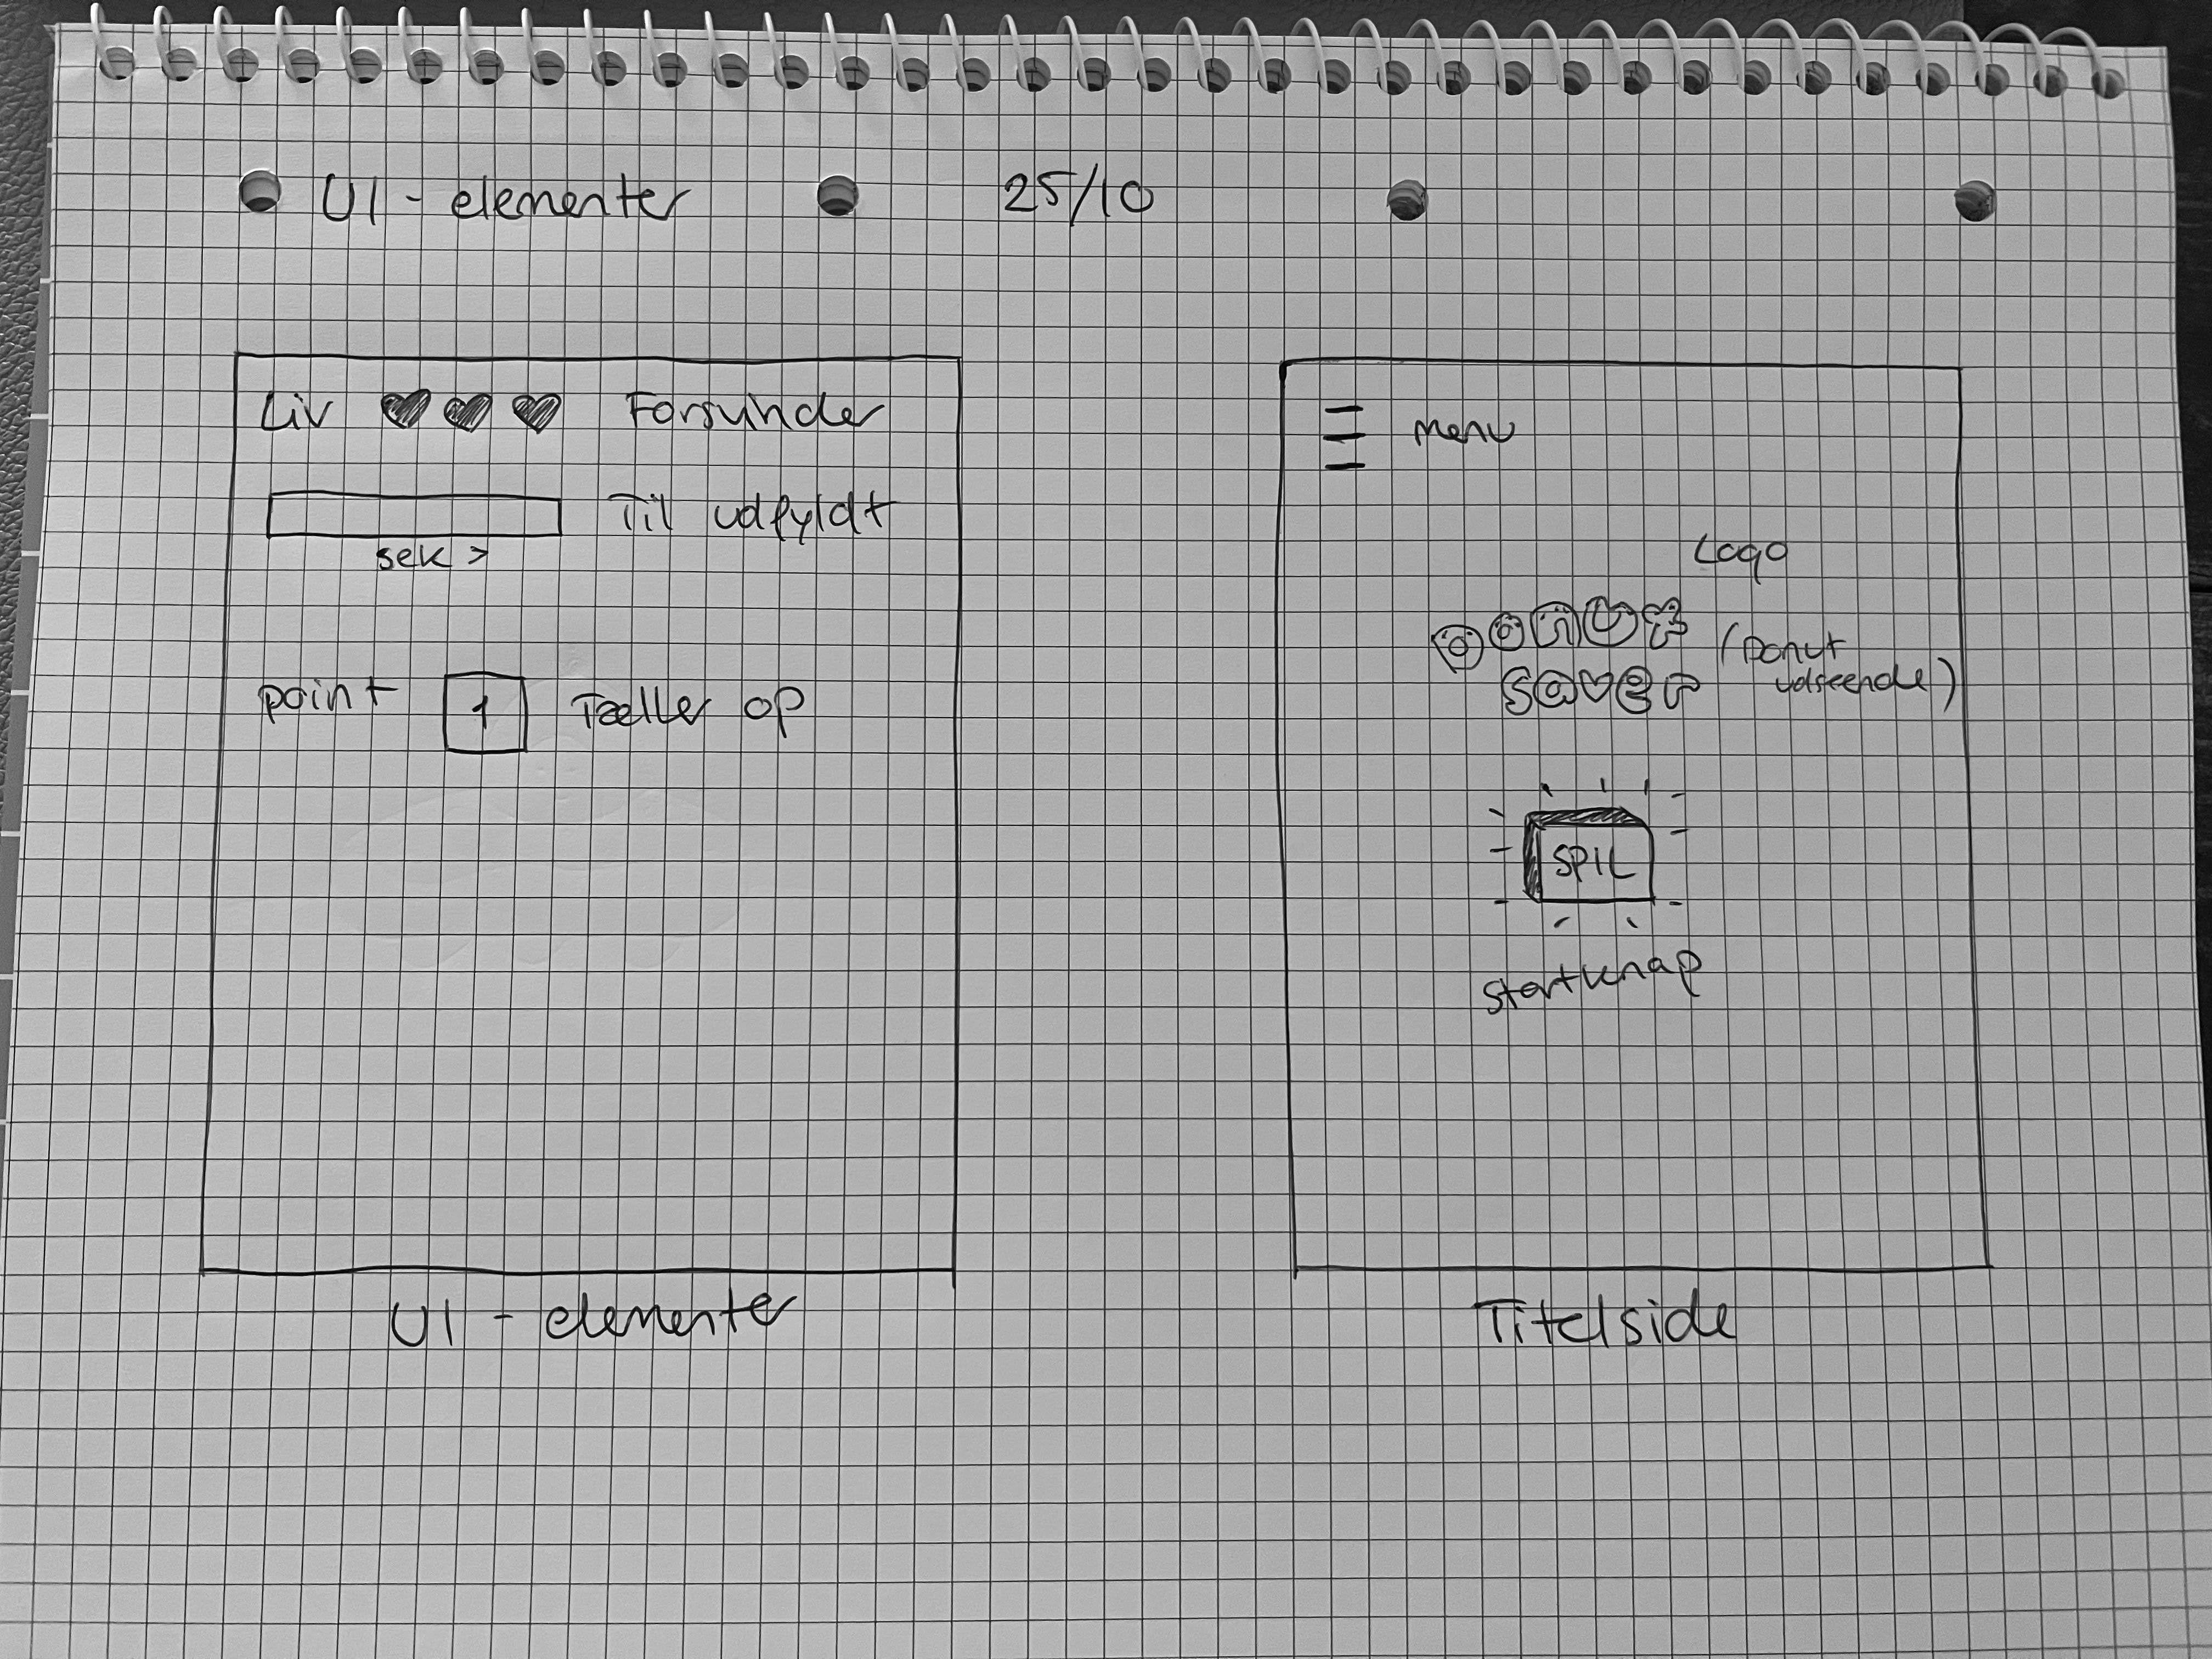 UI - elementer 25/10
Liv Forsvinder
Til udfyldt
sek >
point 1 Tæller op
UI - elementer
menu
Logo
Donut
saver
(Donut
udseende)
SPIL
startknap
Titelside